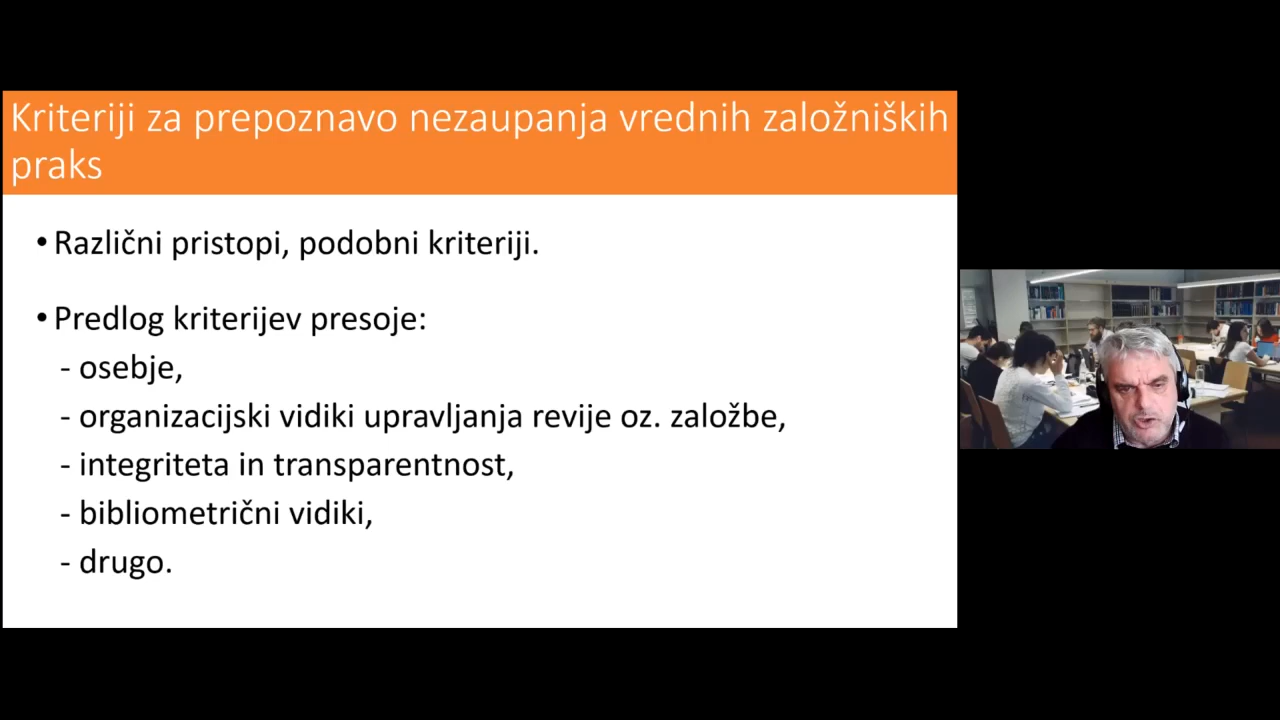 Kriteriji za prepoznavo nezaupanja vrednih založniških
praks
• Različni pristopi, podobni kriteriji.
• Predlog kriterijev presoje:
- osebje,
- organizacijski vidiki upravljanja revije oz. založbe,
- integriteta in transparentnost,
- bibliometrični vidiki,
- drugo.